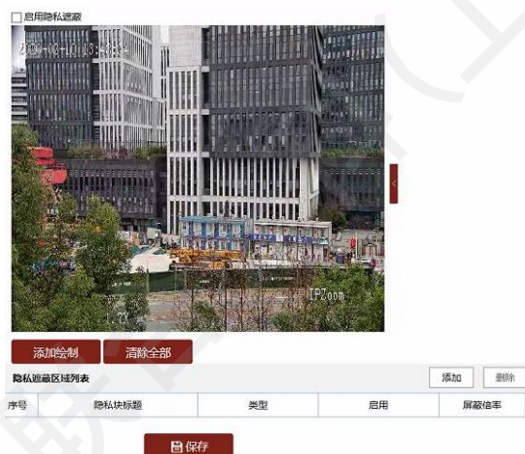 启用隐私遮蔽
IPZoom
添加绘制 清除全部
隐私遮蔽区域列表 添加 删除
序号 隐私块标题 类型 启用 屏蔽倍率
保存